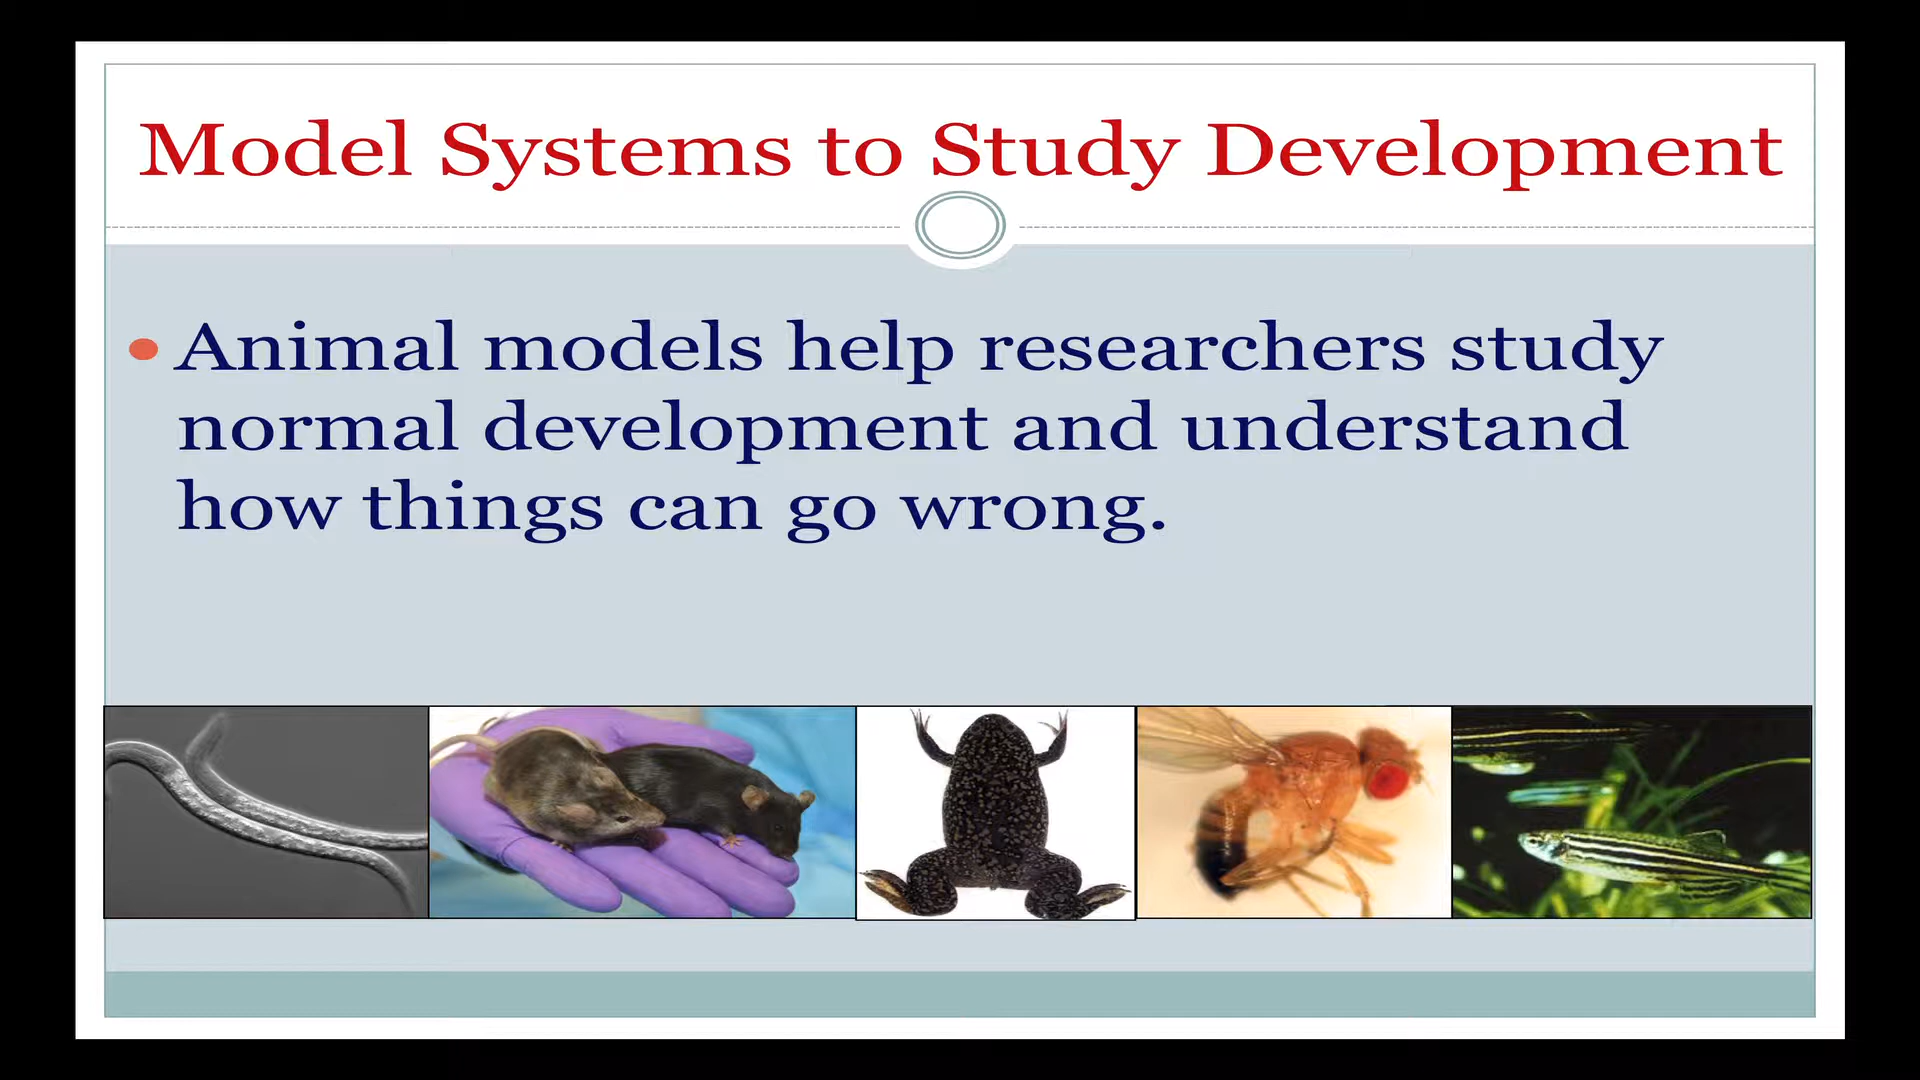 Model Systems to Study Development
• Animal models help researchers study
normal development and understand
how things can go wrong.